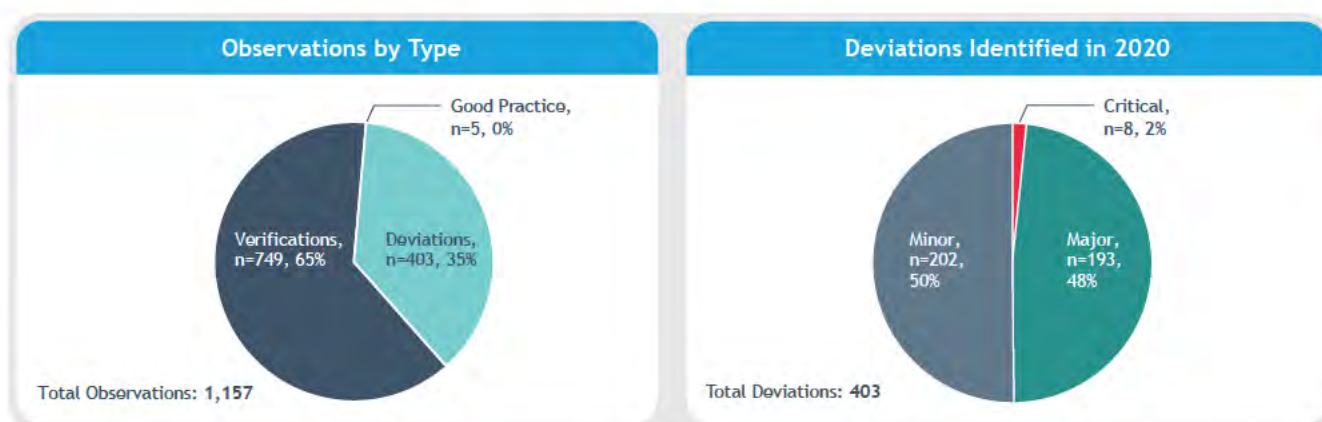 Observations by Type
Good Practice,
n=5, 0%
Verifications,
n=749, 65%
Deviations,
n=403, 35%
Total Observations: 1,157
Deviations Identified in 2020
Critical,
n=8, 2%
Minor,
n=202,
50%
Major,
n=193,
48%
Total Deviations: 403